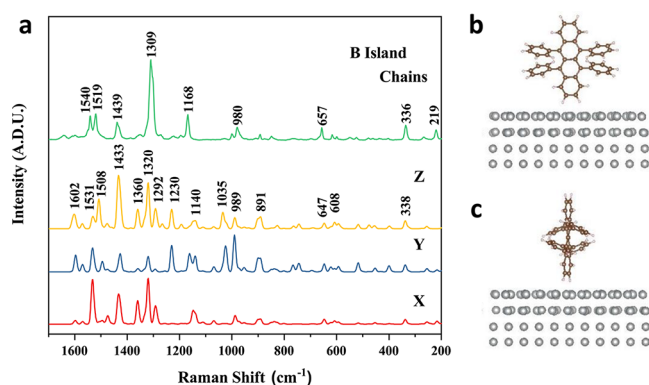 a
B Island
Chains
1540
1519
1439
1309
1168
980
657
336
219
Z
1602
1531
1508
1433
1360
1320
1292
1230
1140
1035
989
891
647
608
338
Y
X
Intensity (A.D.U.)
1600 1400 1200 1000 800 600 400 200
Raman Shift (cm-1)
b
c